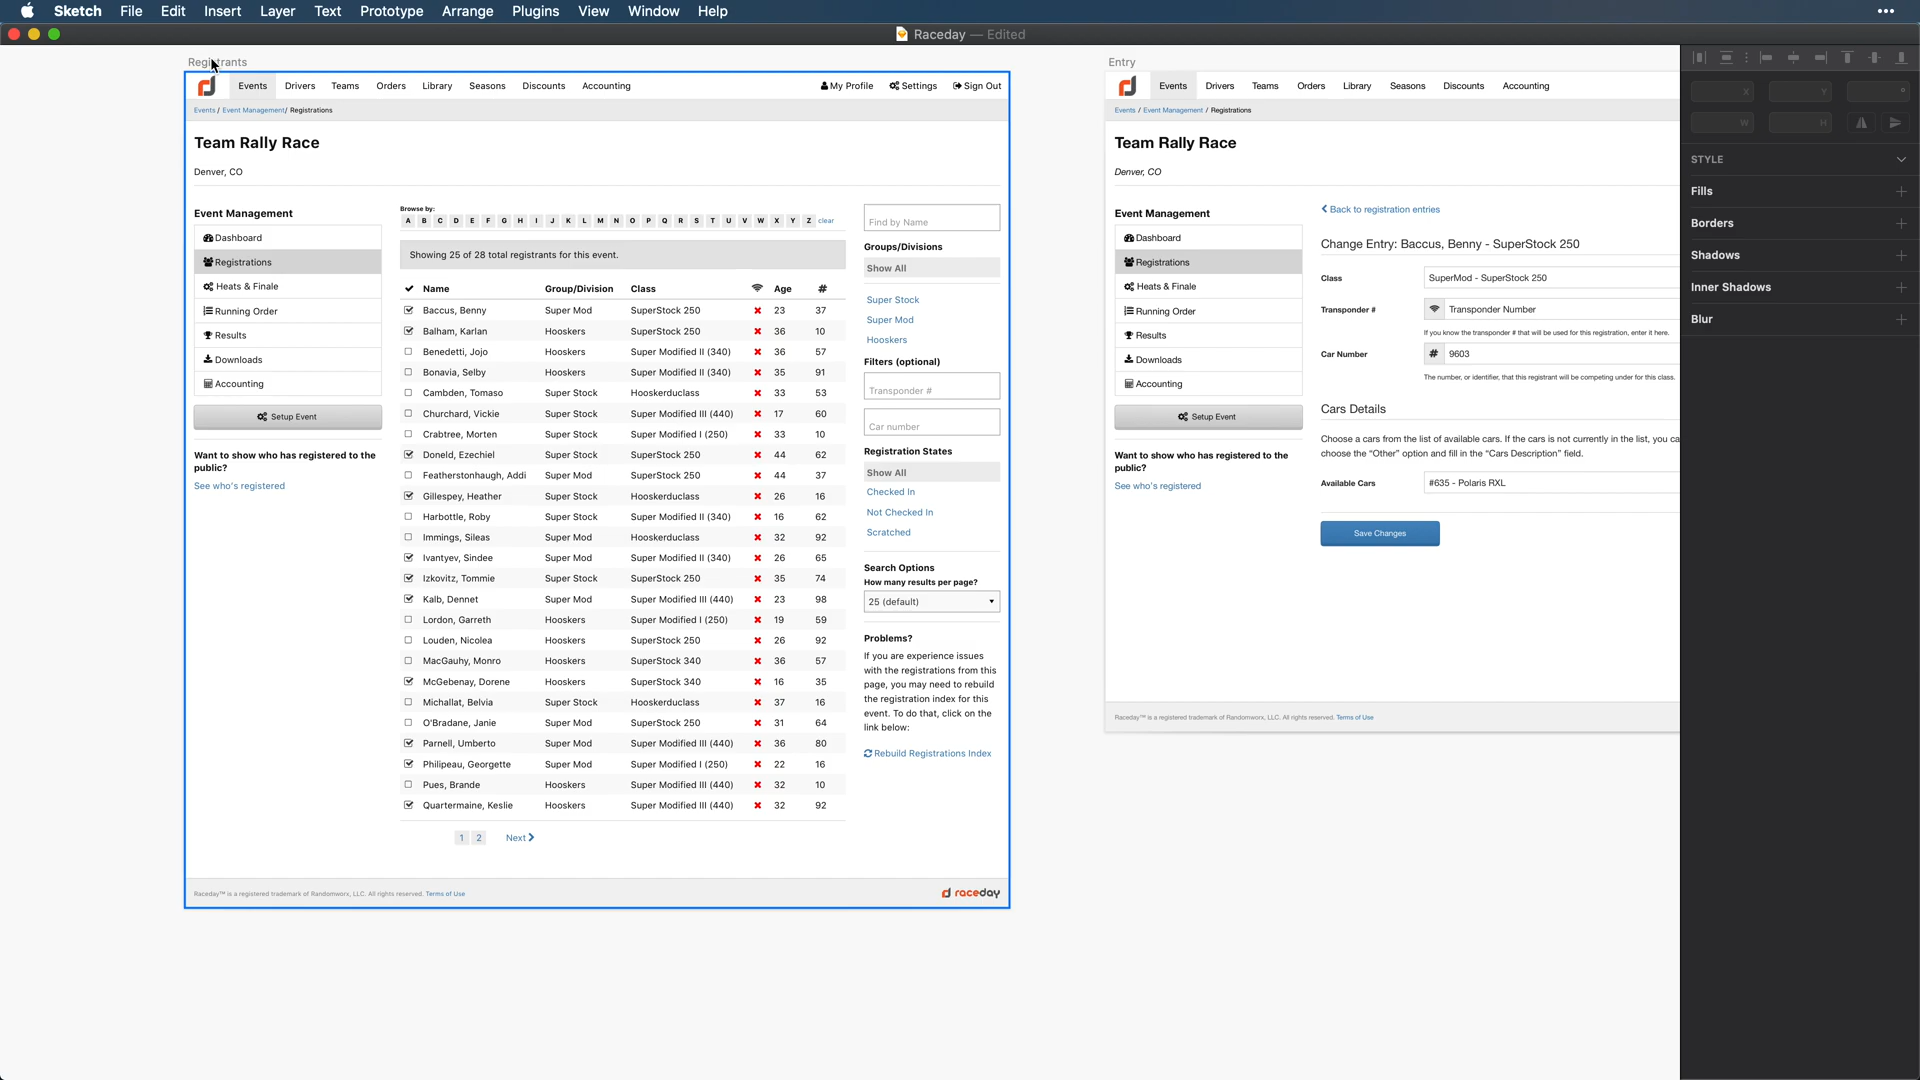 Sketch File Edit Insert Layer Text Prototype Arrange Plugins View Window Help
Raceday — Edited
Registrants
Events Drivers Teams Orders Library Seasons Discounts Accounting My Profile Settings Sign Out
Events / Event Management/ Registrations
Team Rally Race
Denver, CO
Event Management
Dashboard
Registrations
Heats & Finale
Running Order
Results
Downloads
Accounting
Setup Event
Want to show who has registered to the
public?
See who's registered
Browse by:
A B C D E F G H I J K L M N O P Q R S T U V W X Y Z clear
Showing 25 of 28 total registrants for this event.
Name Group/Division Class Age #
Baccus, Benny Super Mod SuperStock 250 23 37
Balham, Karlan Hooskers SuperStock 250 36 10
Benedetti, Jojo Hooskers Super Modified II (340) 36 57
Bonavia, Selby Hooskers Super Modified II (340) 35 91
Cambden, Tomaso Super Stock Hooskerduclass 33 53
Churchard, Vickie Super Stock Super Modified III (440) 17 60
Crabtree, Morten Super Stock Super Modified I (250) 33 10
Doneld, Ezechiel Super Stock SuperStock 250 44 62
Featherstonhaugh, Addi Super Mod SuperStock 250 44 37
Gillespey, Heather Super Stock Hooskerduclass 26 16
Harbottle, Roby Super Stock Super Modified II (340) 16 62
Immings, Sileas Super Mod Hooskerduclass 32 92
Ivantyev, Sindee Super Mod Super Modified II (340) 26 65
Izkovitz, Tommie Super Stock SuperStock 250 35 74
Kalb, Dennet Super Mod Super Modified III (440) 23 98
Lordon, Garreth Hooskers Super Modified I (250) 19 59
Louden, Nicolea Hooskers SuperStock 250 26 92
MacGauhy, Monro Hooskers SuperStock 340 36 57
McGebenay, Dorene Hooskers SuperStock 340 16 35
Michallat, Belvia Super Stock Hooskerduclass 37 16
O'Bradane, Janie Super Mod SuperStock 250 31 64
Parnell, Umberto Super Mod Super Modified III (440) 36 80
Philipeau, Georgette Super Mod Super Modified I (250) 22 16
Pues, Brande Hooskers Super Modified III (440) 32 10
Quartermaine, Keslie Hooskers Super Modified III (440) 32 92
1 2 Next
Find by Name
Groups/Divisions
Show All
Super Stock
Super Mod
Hooskers
Filters (optional)
Transponder #
Car number
Registration States
Show All
Checked In
Not Checked In
Scratched
Search Options
How many results per page?
25 (default)
Problems?
If you are experience issues
with the registrations from this
page, you may need to rebuild
the registration index for this
event. To do that, click on the
link below:
Rebuild Registrations Index
Raceday™ is a registered trademark of Randomworx, LLC. All rights reserved. Terms of Use
raceday
Entry
Events Drivers Teams Orders Library Seasons Discounts Accounting
Events / Event Management / Registrations
Team Rally Race
Denver, CO
Event Management
Dashboard
Registrations
Heats & Finale
Running Order
Results
Downloads
Accounting
Setup Event
Want to show who has registered to the
public?
See who's registered
Back to registration entries
Change Entry: Baccus, Benny - SuperStock 250
Class SuperMod - SuperStock 250
Transponder # Transponder Number
If you know the transponder # that will be used for this registration, enter it here.
Car Number # 9603
The number, or identifier, that this registrant will be competing under for this class.
Cars Details
Choose a cars from the list of available cars. If the cars is not currently in the list, you ca
choose the "Other" option and fill in the "Cars Description" field.
Available Cars #635 - Polaris RXL
Save Changes
Raceday™ is a registered trademark of Randomworx, LLC. All rights reserved. Terms of Use
X Y °
W H
STYLE
Fills
Borders
Shadows
Inner Shadows
Blur